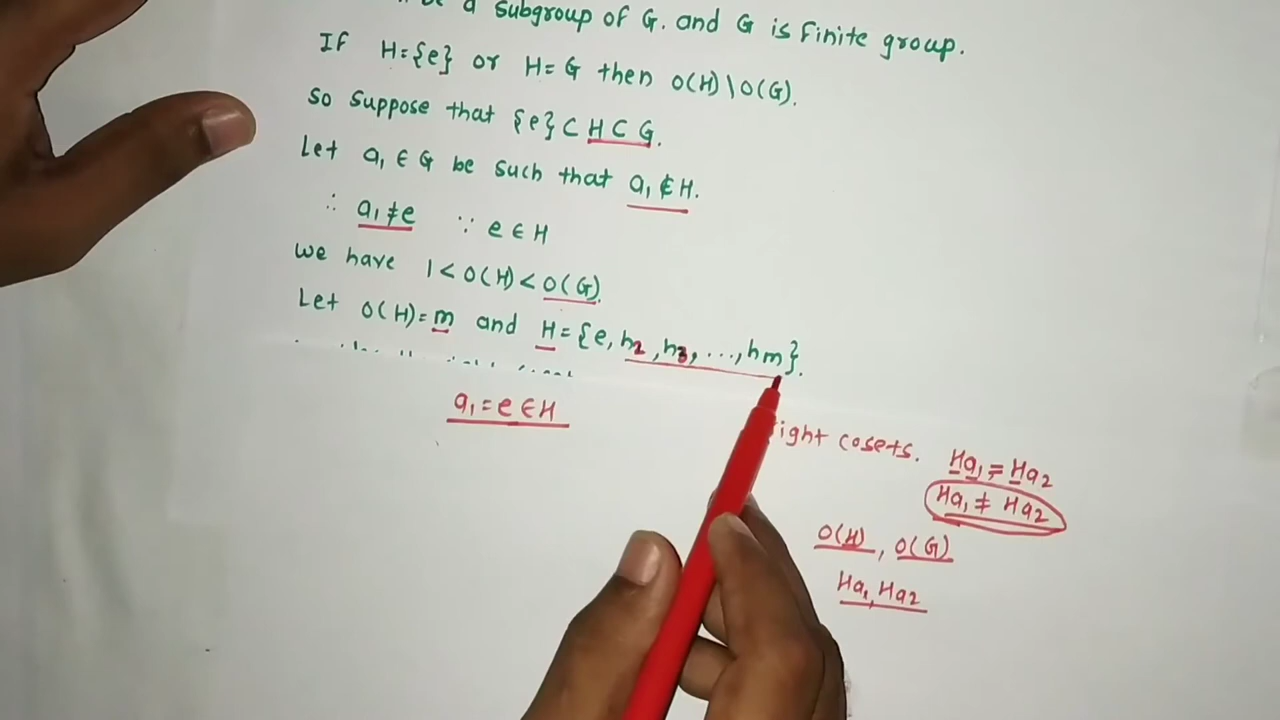 be a subgroup of G. and G is finite group.
If H={e} or H=G then O(H)\O(G).
So suppose that {e}⊂H⊂G.
Let a₁∈G be such that a₁∉H.
∴ a₁≠e ∵ e∈H
we have 1<O(H)<O(G).
Let O(H)=m and H={e,h₂,h₃,...,hm}.
a₁=e∈H
ight cosets.
Ha₁=Ha₂
Ha₁≠Ha₂
O(H), O(G)
Ha₁,Ha₂